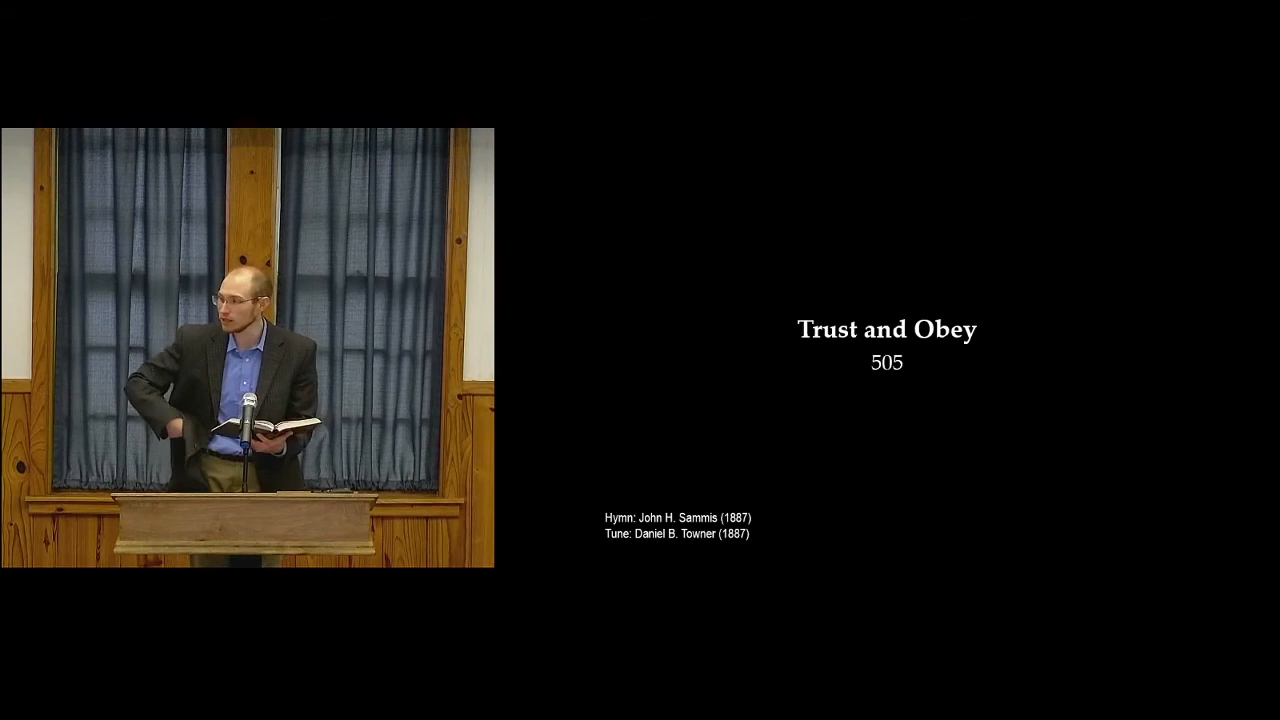 Trust and Obey
505
Hymn: John H. Sammis (1887)
Tune: Daniel B. Towner (1887)